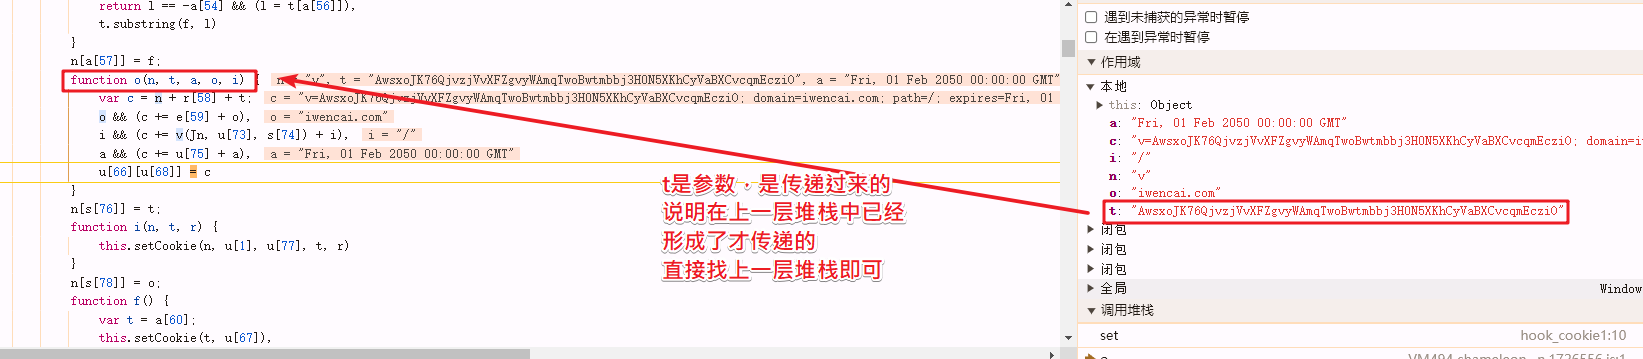 return l == -a[54] && (l = t[a[56]]),
t.substring(f, l)
}
n[a[57]] = f;
function o(n, t, a, o, i) { "v", t = "AwsxoJK76QjvzjVvXFZgvyWAmqTwoBwtmbbj3H0N5XKhCyVaBXCvcqmEcziO", a = "Fri, 01 Feb 2050 00:00:00 GMT"
var c = n + r[58] + t; c = "v=AwsxoJK76QjvzjVvXFZgvyWAmqTwoBwtmbbj3H0N5XKhCyVaBXCvcqmEcziO; domain=iwencai.com; path=/; expires=Fri, 01
o && (c += e[59] + o), o = "iwencai.com"
i && (c += v(Jn, u[73], s[74]) + i), i = "/"
a && (c += u[75] + a), a = "Fri, 01 Feb 2050 00:00:00 GMT"
u[66][u[68]] = c
}
n[s[76]] = t;
function i(n, t, r) {
this.setCookie(n, u[1], u[77], t, r)
}
n[s[78]] = o;
function f() {
var t = a[60];
this.setCookie(t, u[67]),
t是参数，是传递过来的
说明在上一层堆栈中已经
形成了才传递的
直接找上一层堆栈即可
遇到未捕获的异常时暂停
在遇到异常时暂停
作用域
本地
this: Object
a: "Fri, 01 Feb 2050 00:00:00 GMT"
c: "v=AwsxoJK76QjvzjVvXFZgvyWAmqTwoBwtmbbj3H0N5XKhCyVaBXCvcqmEcziO; domain=i
i: "/"
n: "v"
o: "iwencai.com"
t: "AwsxoJK76QjvzjVvXFZgvyWAmqTwoBwtmbbj3H0N5XKhCyVaBXCvcqmEcziO"
闭包
闭包
闭包
全局 Window
调用堆栈
set hook_cookie1:10